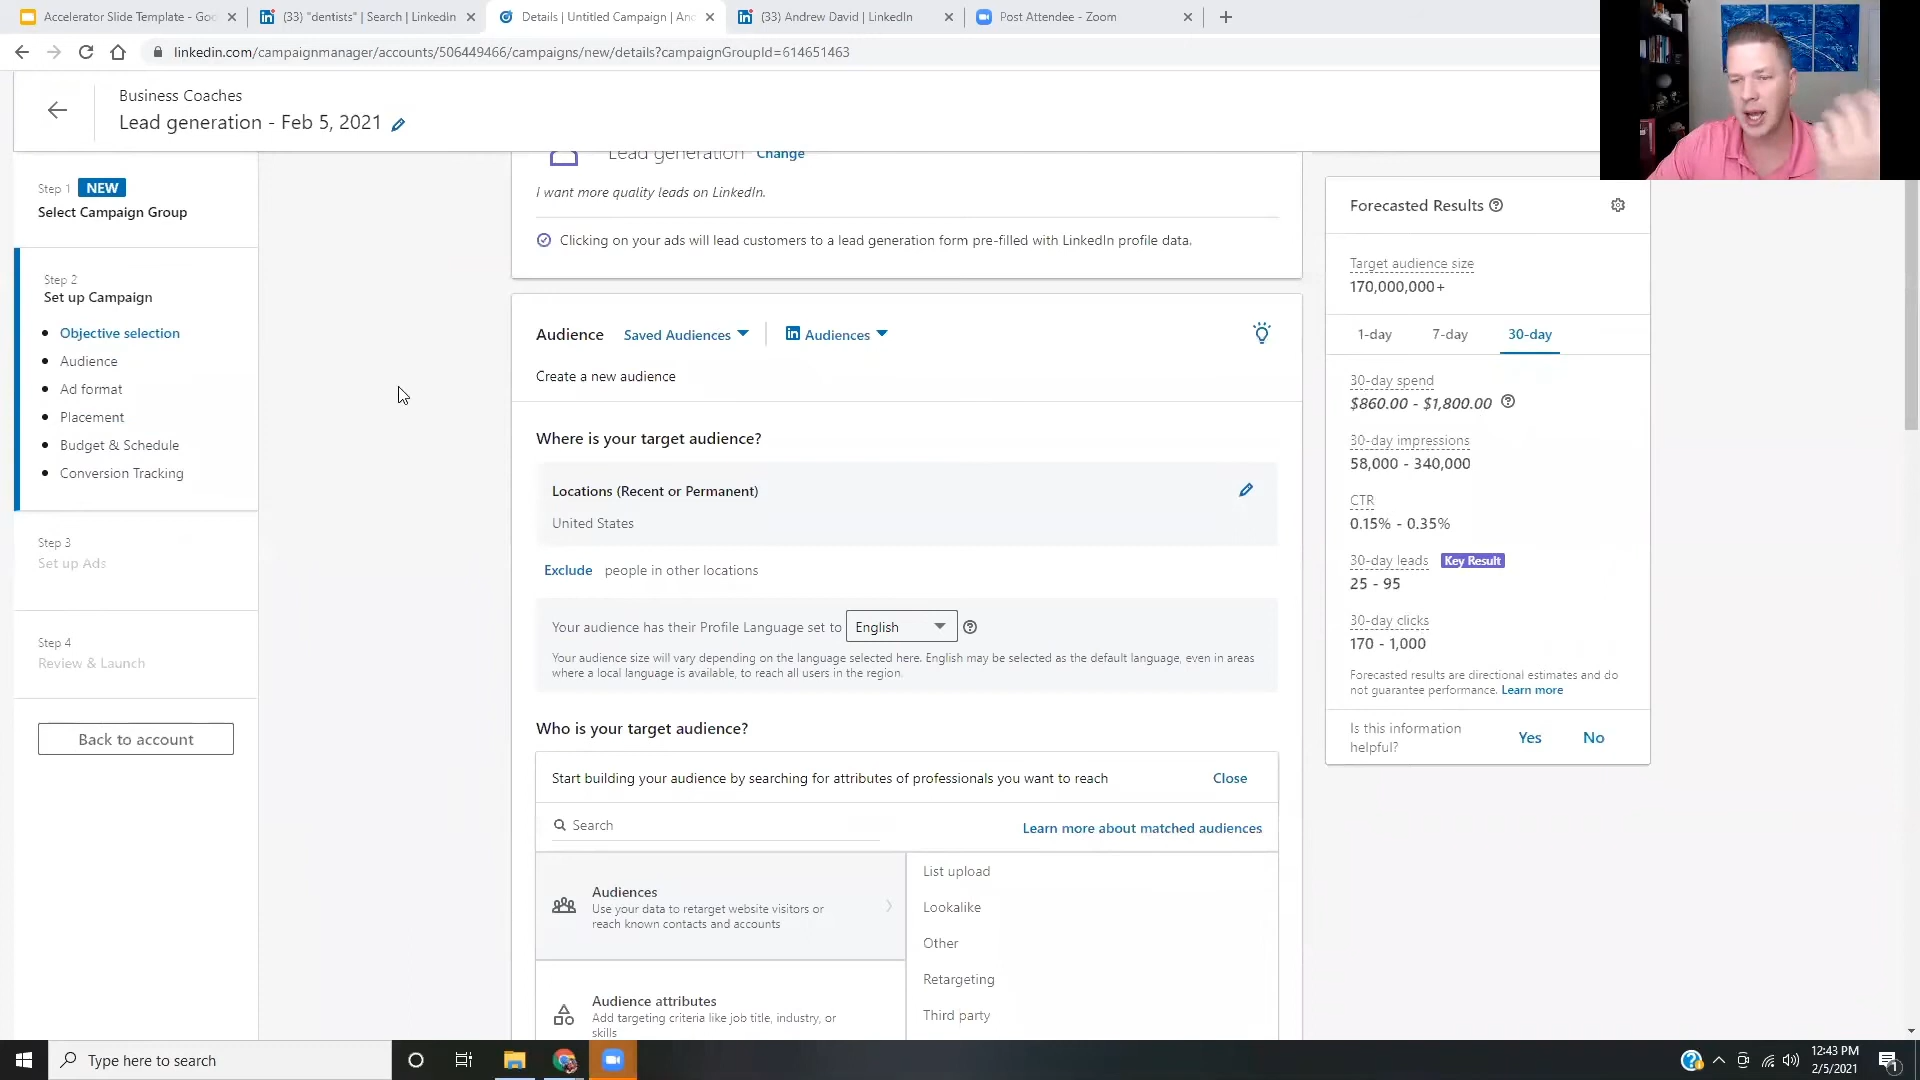 Accelerator Slide Template - Goo
(33) "dentists" | Search | LinkedIn
Details | Untitled Campaign | And
(33) Andrew David | LinkedIn
Post Attendee - Zoom
linkedin.com/campaignmanager/accounts/506449466/campaigns/new/details?campaignGroupId=614651463
Business Coaches
Lead generation - Feb 5, 2021
Step 1 NEW
Select Campaign Group
Step 2
Set up Campaign
Objective selection
Audience
Ad format
Placement
Budget & Schedule
Conversion Tracking
Step 3
Set up Ads
Step 4
Review & Launch
Back to account
Lead generation Change
I want more quality leads on LinkedIn.
Clicking on your ads will lead customers to a lead generation form pre-filled with LinkedIn profile data.
Audience Saved Audiences in Audiences
Create a new audience
Where is your target audience?
Locations (Recent or Permanent)
United States
Exclude people in other locations
Your audience has their Profile Language set to English
Your audience size will vary depending on the language selected here. English may be selected as the default language, even in areas
where a local language is available, to reach all users in the region.
Who is your target audience?
Start building your audience by searching for attributes of professionals you want to reach Close
Search Learn more about matched audiences
Audiences
Use your data to retarget website visitors or
reach known contacts and accounts
Audience attributes
Add targeting criteria like job title, industry, or
skills
List upload
Lookalike
Other
Retargeting
Third party
Forecasted Results
Target audience size
170,000,000+
1-day 7-day 30-day
30-day spend
$860.00 - $1,800.00
30-day impressions
58,000 - 340,000
CTR
0.15% - 0.35%
30-day leads Key Result
25 - 95
30-day clicks
170 - 1,000
Forecasted results are directional estimates and do
not guarantee performance. Learn more
Is this information
helpful?
Yes No
Type here to search
12:43 PM
2/5/2021
1